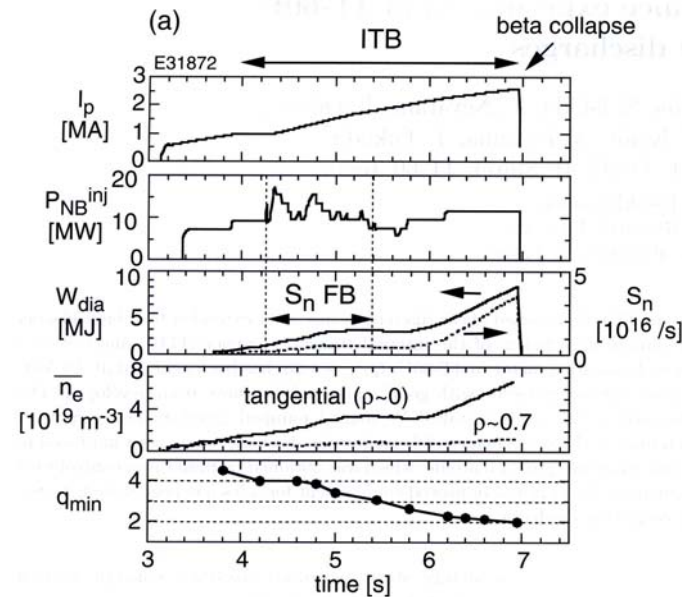 (a)
beta collapse
ITB
E31872
I_p
[MA]
3
2
1
0
P_NB^inj
[MW]
20
10
0
W_dia
[MJ]
10
5
0
S_n FB
5
0
S_n
[10^16 /s]
n̅_e
[10^19 m^-3]
8
4
0
tangential (ρ~0)
ρ~0.7
q_min
4
2
3 4 5 6 7
time [s]